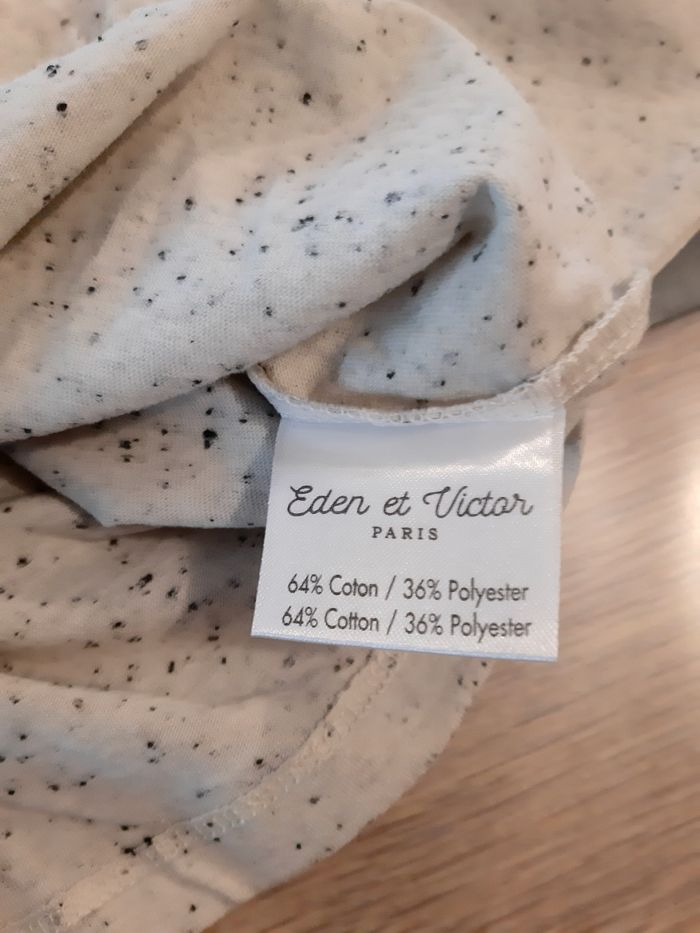 Eden et Victor
PARIS
64% Coton / 36% Polyester
64% Cotton / 36% Polyester